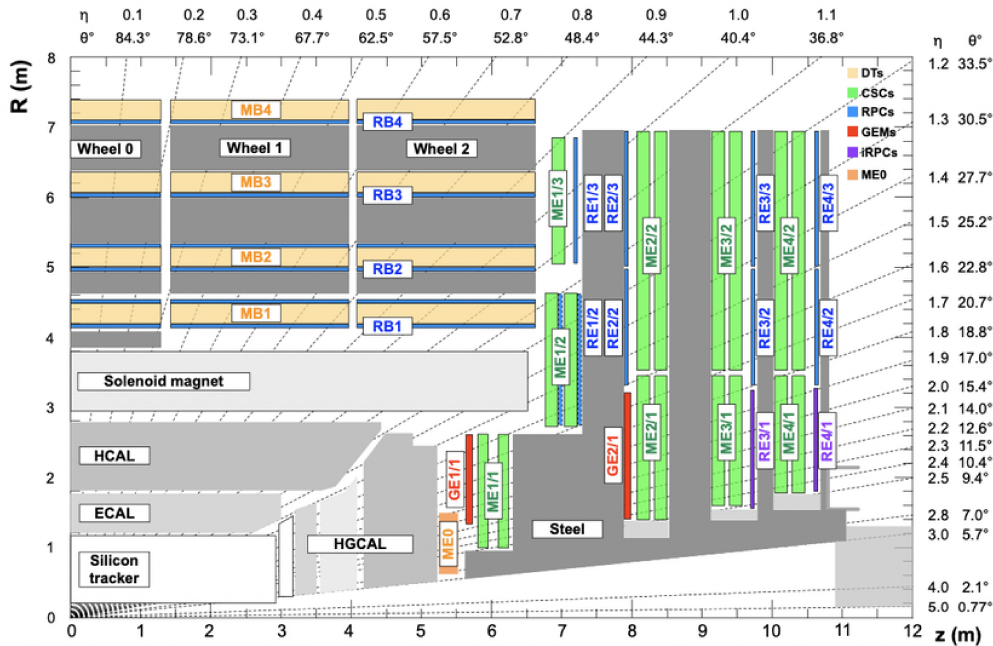 η 0.1 0.2 0.3 0.4 0.5 0.6 0.7 0.8 0.9 1.0 1.1
θ° 84.3° 78.6° 73.1° 67.7° 62.5° 57.5° 52.8° 48.4° 44.3° 40.4° 36.8° η θ°
R (m)
8
7
6
5
4
3
2
1
0
1.2 33.5°
1.3 30.5°
1.4 27.7°
1.5 25.2°
1.6 22.8°
1.7 20.7°
1.8 18.8°
1.9 17.0°
2.0 15.4°
2.1 14.0°
2.2 12.6°
2.3 11.5°
2.4 10.4°
2.5 9.4°
2.8 7.0°
3.0 5.7°
4.0 2.1°
5.0 0.77°
DTs
CSCs
RPCs
GEMs
iRPCs
ME0
MB4
RB4
Wheel 0 Wheel 1 Wheel 2
MB3
RB3
MB2
RB2
MB1
RB1
Solenoid magnet
HCAL
ECAL
Silicon
tracker
HGCAL
Steel
ME0
GE1/1
ME1/1
ME1/2
ME1/3
RE1/3
RE2/3
RE1/2
RE2/2
GE2/1
ME2/2
ME2/1
ME3/2
ME3/1
RE3/3
RE3/2
RE3/1
ME4/2
ME4/1
RE4/3
RE4/2
RE4/1
0 1 2 3 4 5 6 7 8 9 10 11 12
z (m)